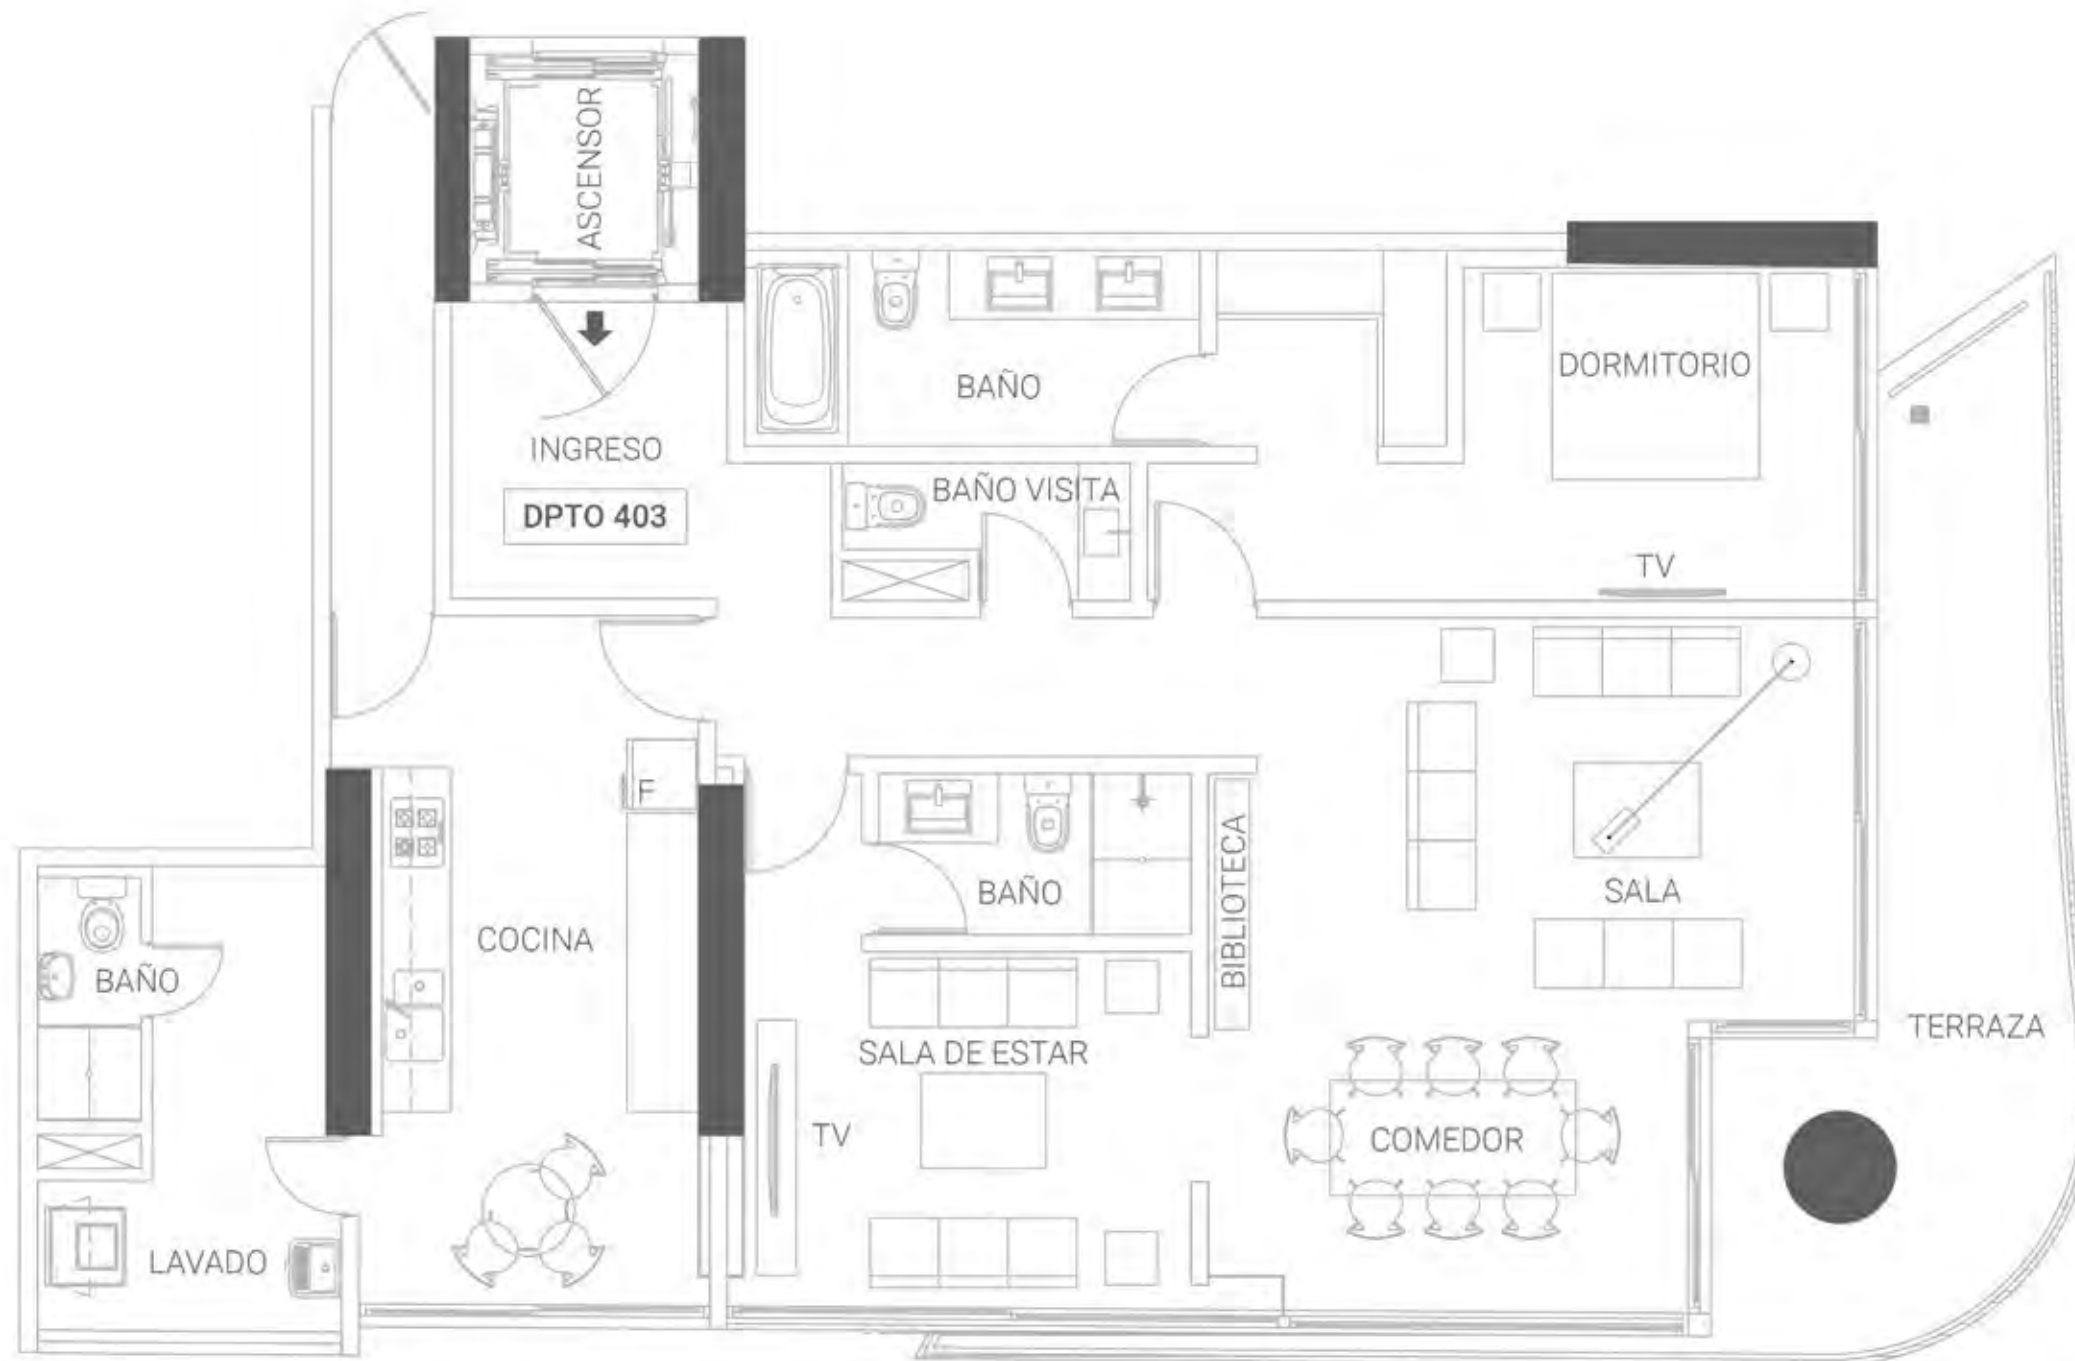 ASCENSOR
INGRESO
DPTO 403
BAÑO
DORMITORIO
BAÑO VISITA
TV
F
BAÑO
BIBLIOTECA
SALA
COCINA
BAÑO
SALA DE ESTAR
TERRAZA
TV
COMEDOR
LAVADO